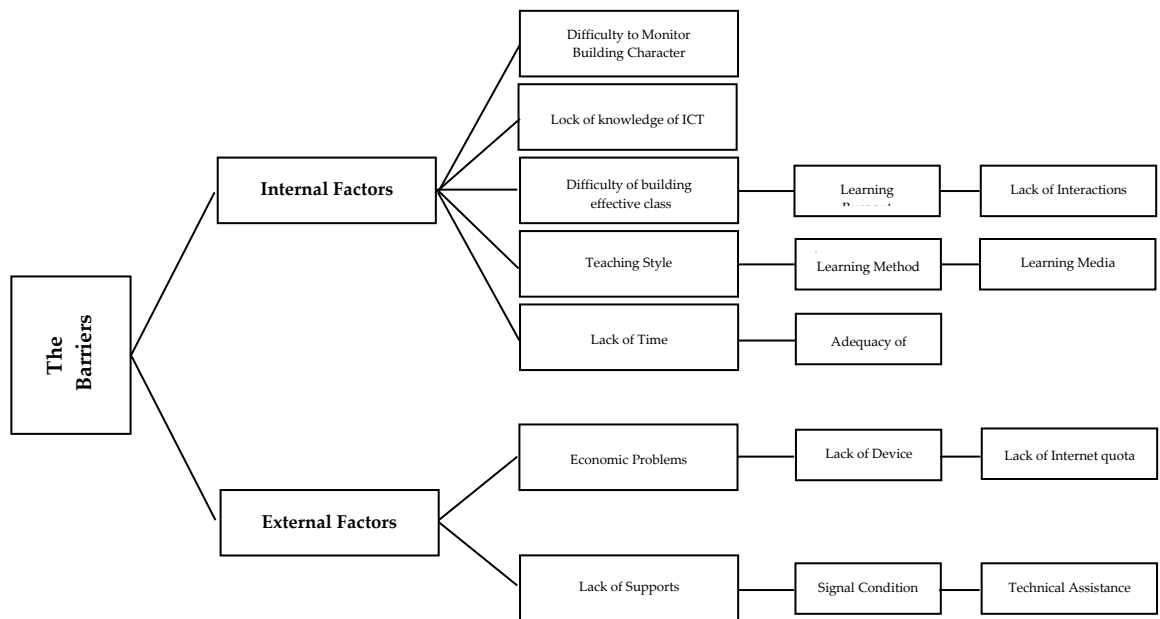 Difficulty to Monitor
Building Character
Lock of knowledge of ICT
Internal Factors
Difficulty of building
effective class
Learning
Lack of Interactions
Teaching Style
Learning Method
Learning Media
The
Barriers
Lack of Time
Adequacy of
Economic Problems
Lack of Device
Lack of Internet quota
External Factors
Lack of Supports
Signal Condition
Technical Assistance